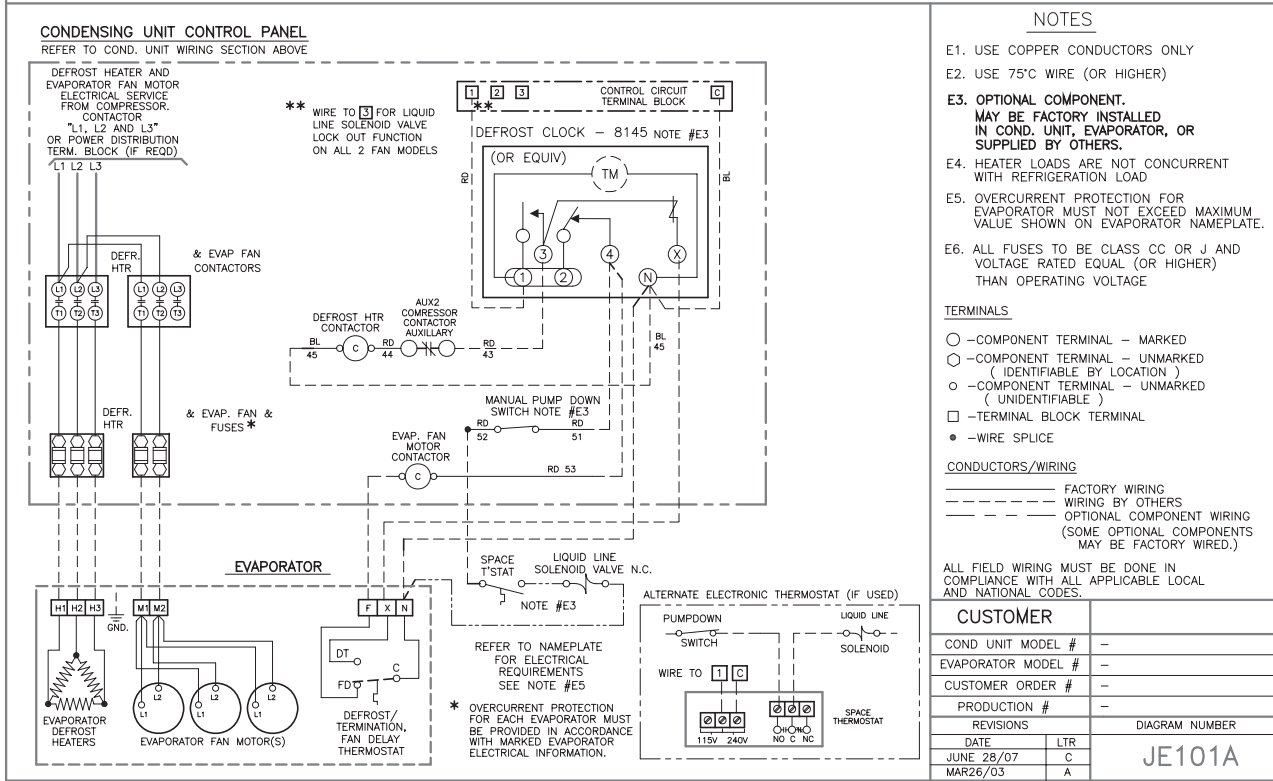 CONDENSING UNIT CONTROL PANEL
REFER TO COND. UNIT WIRING SECTION ABOVE
DEFROST HEATER AND
EVAPORATOR FAN MOTOR
ELECTRICAL SERVICE
FROM COMPRESSOR.
CONTACTOR
"L1, L2 AND L3"
OR POWER DISTRIBUTION
TERM. BLOCK (IF REQD)
L1 L2 L3
** WIRE TO 3 FOR LIQUID
LINE SOLENOID VALVE
LOCK OUT FUNCTION
ON ALL 2 FAN MODELS
1 2 3
**
CONTROL CIRCUIT
TERMINAL BLOCK
C
DEFROST CLOCK – 8145 NOTE #E3
(OR EQUIV)
TM
RD
BL
3
4
X
1
2
N
DEFR.
HTR
& EVAP FAN
CONTACTORS
L1 L2 L3
T1 T2 T3
L1 L2 L3
T1 T2 T3
DEFROST HTR
CONTACTOR
AUX2
COMRESSOR
CONTACTOR
AUXILLARY
BL
45
C
RD
44
RD
43
BL
45
MANUAL PUMP DOWN
SWITCH NOTE #E3
RD
52
RD
51
DEFR.
HTR
& EVAP. FAN &
FUSES *
EVAP. FAN
MOTOR
CONTACTOR
C
RD 53
EVAPORATOR
H1 H2 H3
GND.
M1 M2
F X N
L2
L1
L2
L1
L2
L1
DT
C
FD
EVAPORATOR
DEFROST
HEATERS
EVAPORATOR FAN MOTOR(S)
DEFROST/
TERMINATION,
FAN DELAY
THERMOSTAT
SPACE
T'STAT
LIQUID LINE
SOLENOID VALVE N.C.
NOTE #E3
REFER TO NAMEPLATE
FOR ELECTRICAL
REQUIREMENTS
SEE NOTE #E5
* OVERCURRENT PROTECTION
FOR EACH EVAPORATOR MUST
BE PROVIDED IN ACCORDANCE
WITH MARKED EVAPORATOR
ELECTRICAL INFORMATION.
ALTERNATE ELECTRONIC THERMOSTAT (IF USED)
PUMPDOWN
SWITCH
LIQUID LINE
SOLENOID
WIRE TO 1 C
115V 240V
NO C NC
SPACE
THERMOSTAT
NOTES
E1. USE COPPER CONDUCTORS ONLY
E2. USE 75°C WIRE (OR HIGHER)
E3. OPTIONAL COMPONENT.
MAY BE FACTORY INSTALLED
IN COND. UNIT, EVAPORATOR, OR
SUPPLIED BY OTHERS.
E4. HEATER LOADS ARE NOT CONCURRENT
WITH REFRIGERATION LOAD
E5. OVERCURRENT PROTECTION FOR
EVAPORATOR MUST NOT EXCEED MAXIMUM
VALUE SHOWN ON EVAPORATOR NAMEPLATE.
E6. ALL FUSES TO BE CLASS CC OR J AND
VOLTAGE RATED EQUAL (OR HIGHER)
THAN OPERATING VOLTAGE
TERMINALS
–COMPONENT TERMINAL – MARKED
–COMPONENT TERMINAL – UNMARKED
( IDENTIFIABLE BY LOCATION )
–COMPONENT TERMINAL – UNMARKED
( UNIDENTIFIABLE )
–TERMINAL BLOCK TERMINAL
–WIRE SPLICE
CONDUCTORS/WIRING
FACTORY WIRING
WIRING BY OTHERS
OPTIONAL COMPONENT WIRING
(SOME OPTIONAL COMPONENTS
MAY BE FACTORY WIRED.)
ALL FIELD WIRING MUST BE DONE IN
COMPLIANCE WITH ALL APPLICABLE LOCAL
AND NATIONAL CODES.
CUSTOMER
COND UNIT MODEL # –
EVAPORATOR MODEL # –
CUSTOMER ORDER # –
PRODUCTION # –
REVISIONS
DIAGRAM NUMBER
DATE LTR
JUNE 28/07 C
MAR26/03 A
JE101A